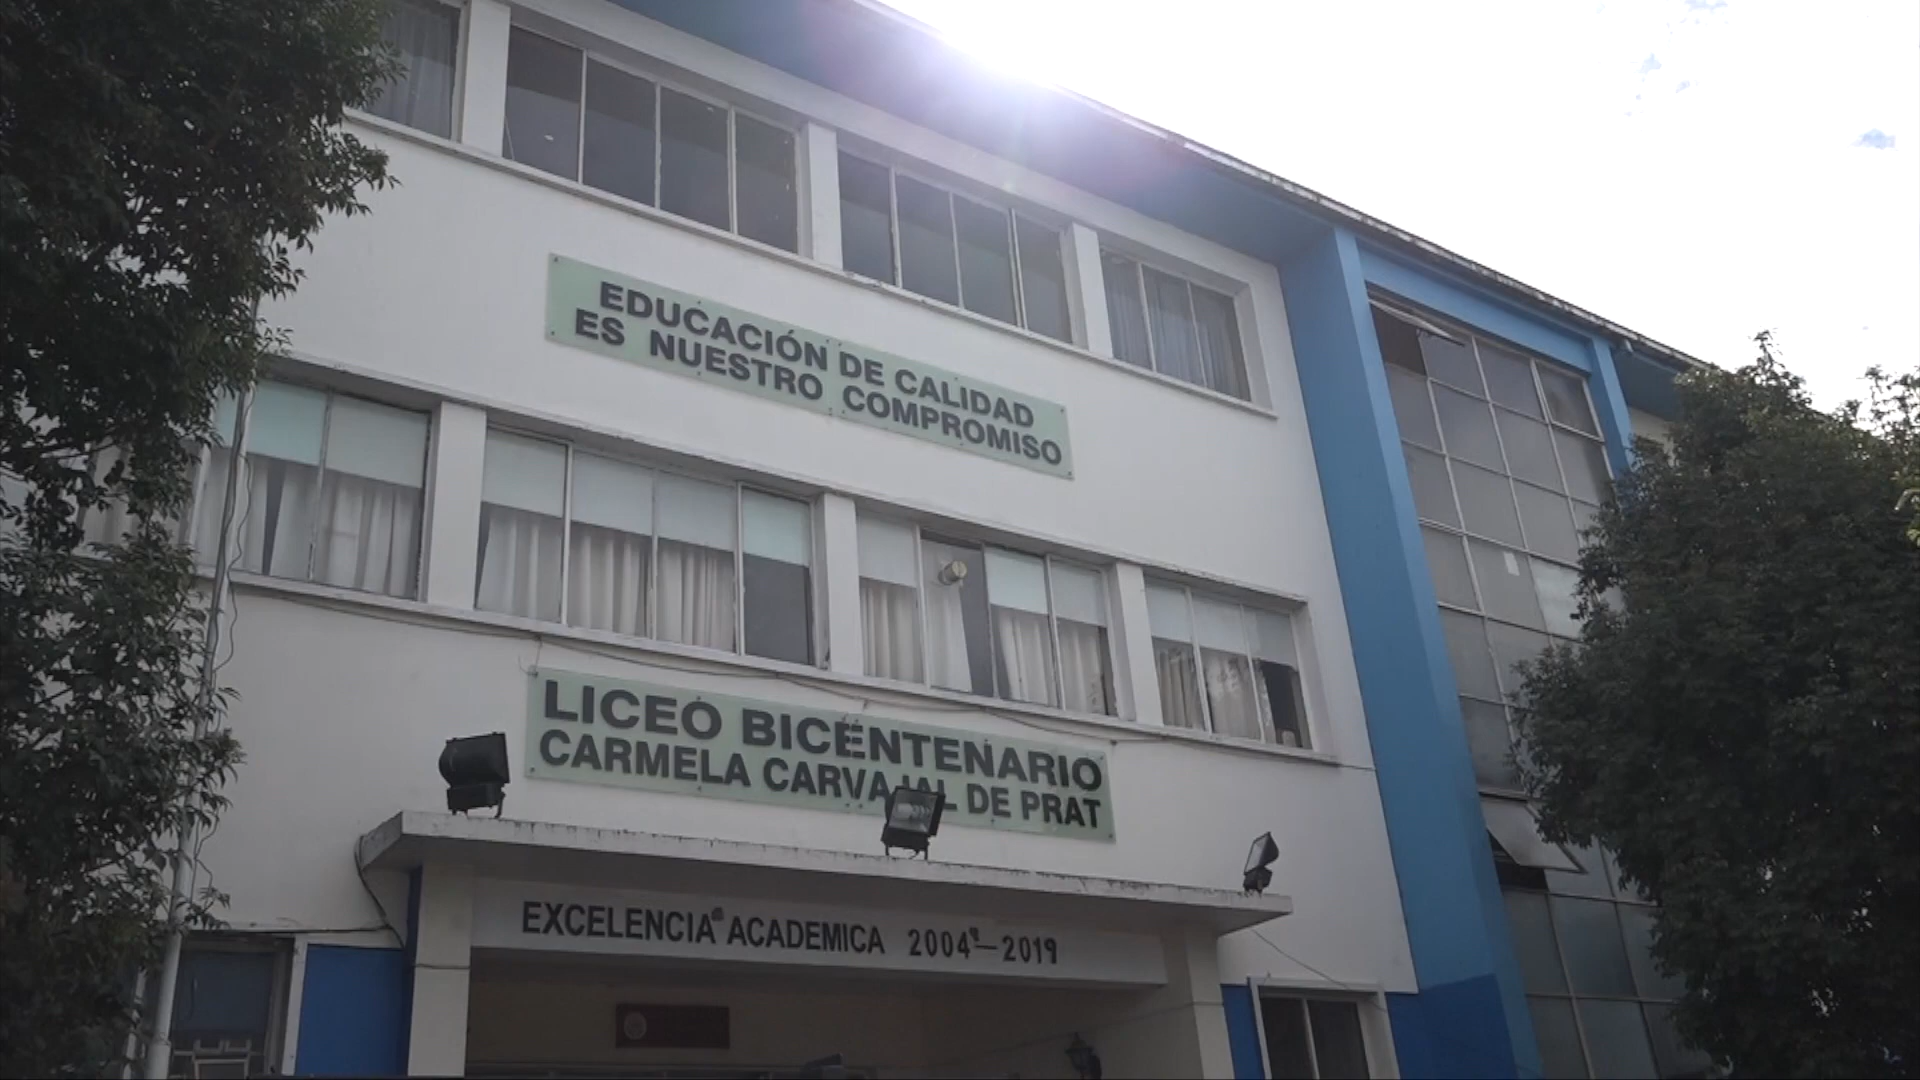 EDUCACIÓN DE CALIDAD
ES NUESTRO COMPROMISO
LICEO BICENTENARIO
CARMELA CARVAJAL DE PRAT
EXCELENCIA ACADEMICA 2004-2019